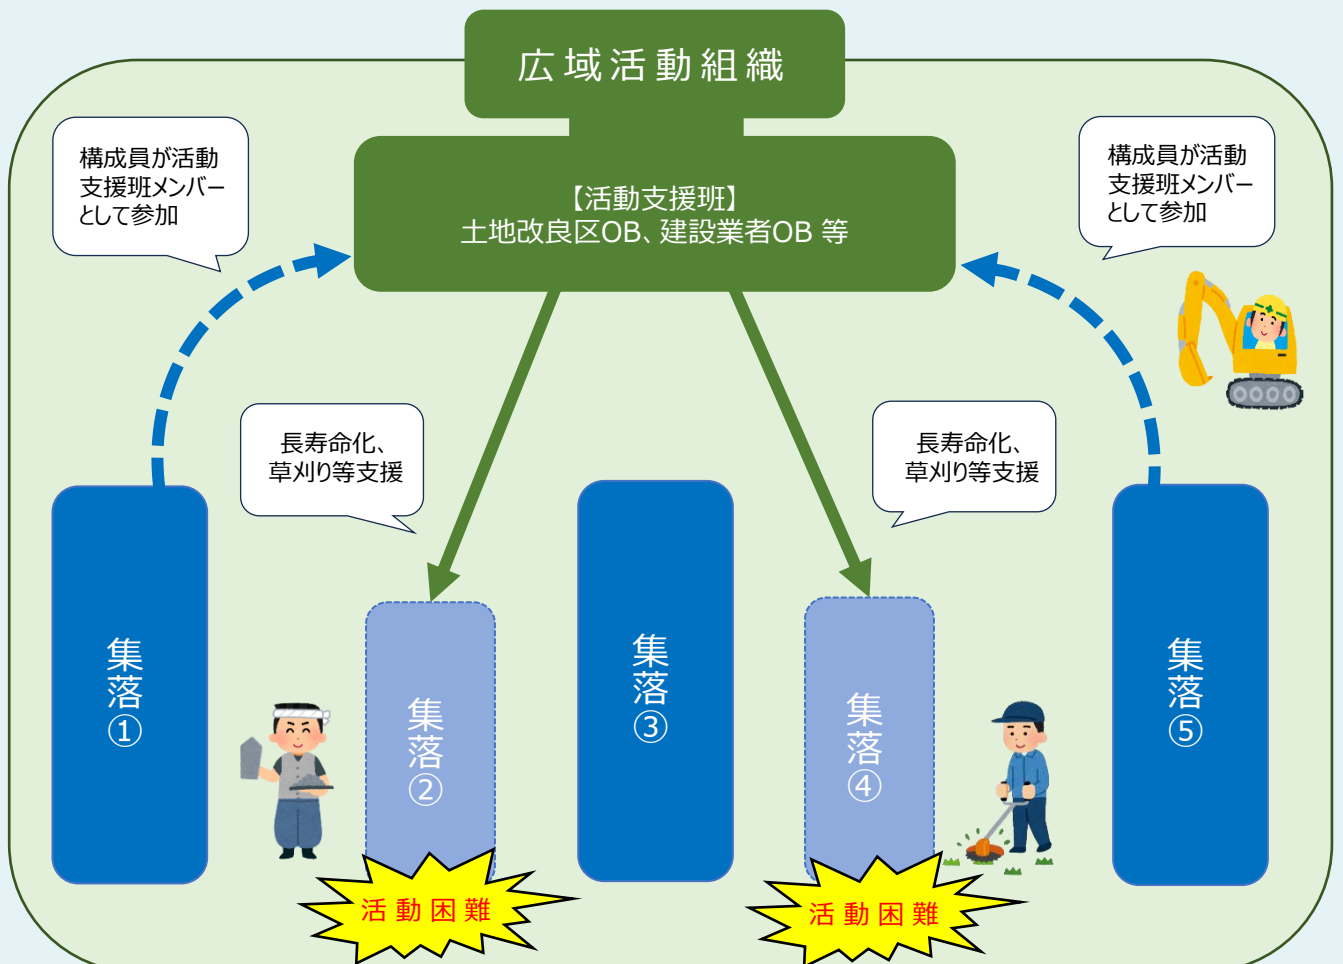 広域活動組織
【活動支援班】
土地改良区OB、建設業者OB 等
構成員が活動
支援班メンバー
として参加
構成員が活動
支援班メンバー
として参加
長寿命化、
草刈り等支援
長寿命化、
草刈り等支援
集落①
集落②
集落③
集落④
集落⑤
活動困難
活動困難